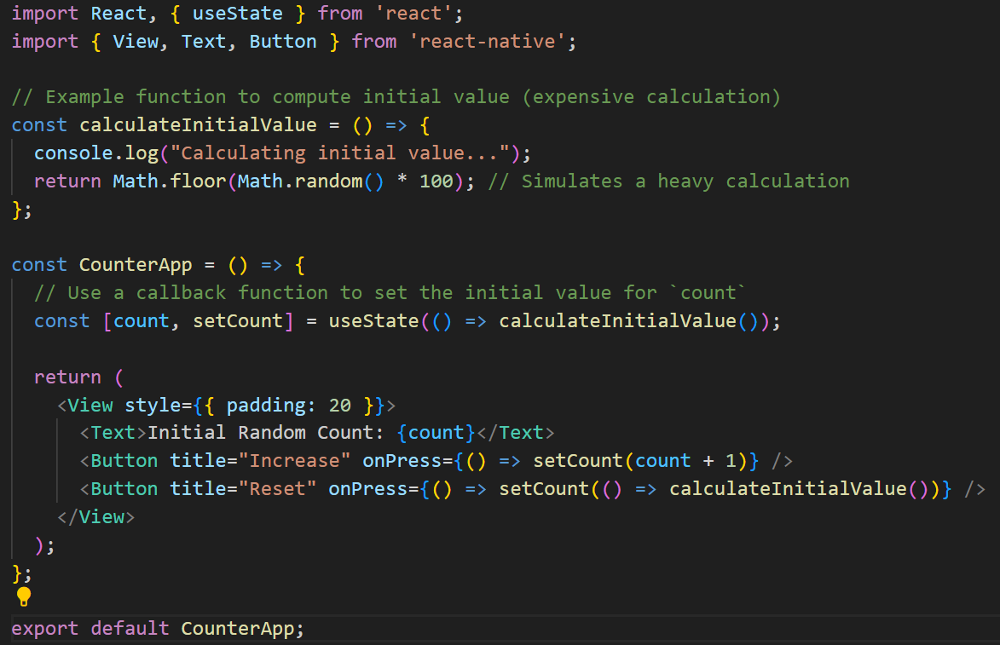 import React, { useState } from 'react';
import { View, Text, Button } from 'react-native';

// Example function to compute initial value (expensive calculation)
const calculateInitialValue = () => {
  console.log("Calculating initial value...");
  return Math.floor(Math.random() * 100); // Simulates a heavy calculation
};

const CounterApp = () => {
  // Use a callback function to set the initial value for `count`
  const [count, setCount] = useState(() => calculateInitialValue());

  return (
    <View style={{ padding: 20 }}>
      <Text>Initial Random Count: {count}</Text>
      <Button title="Increase" onPress={() => setCount(count + 1)} />
      <Button title="Reset" onPress={() => setCount(() => calculateInitialValue())} />
    </View>
  );
};

export default CounterApp;